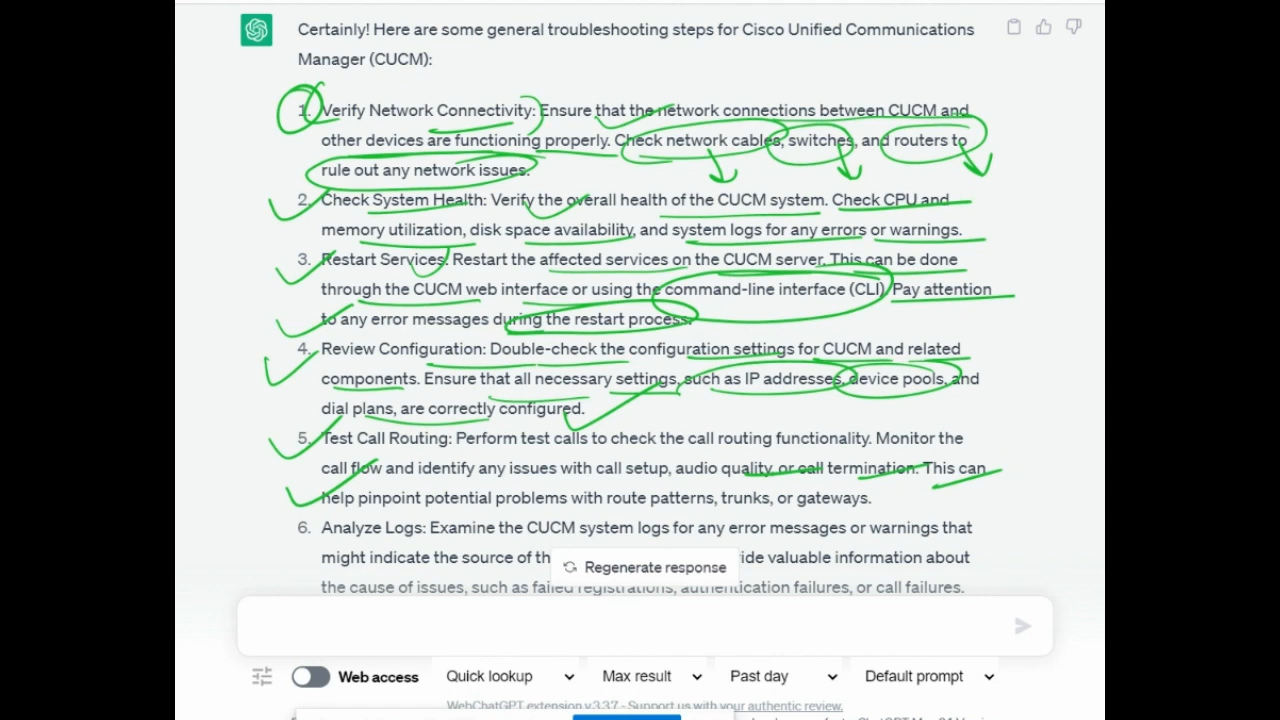 Certainly! Here are some general troubleshooting steps for Cisco Unified Communications
Manager (CUCM):
1. Verify Network Connectivity: Ensure that the network connections between CUCM and
other devices are functioning properly. Check network cables, switches, and routers to
rule out any network issues.
2. Check System Health: Verify the overall health of the CUCM system. Check CPU and
memory utilization, disk space availability, and system logs for any errors or warnings.
3. Restart Services: Restart the affected services on the CUCM server. This can be done
through the CUCM web interface or using the command-line interface (CLI). Pay attention
to any error messages during the restart process.
4. Review Configuration: Double-check the configuration settings for CUCM and related
components. Ensure that all necessary settings, such as IP addresses, device pools, and
dial plans, are correctly configured.
5. Test Call Routing: Perform test calls to check the call routing functionality. Monitor the
call flow and identify any issues with call setup, audio quality, or call termination. This can
help pinpoint potential problems with route patterns, trunks, or gateways.
6. Analyze Logs: Examine the CUCM system logs for any error messages or warnings that
might indicate the source of the valuable information about
Regenerate response
the cause of issues, such as failed registrations, authentication failures, or call failures.
Web access Quick lookup Max result Past day Default prompt
WebChatGPT extension v.3.37 - Support us with your authentic review.